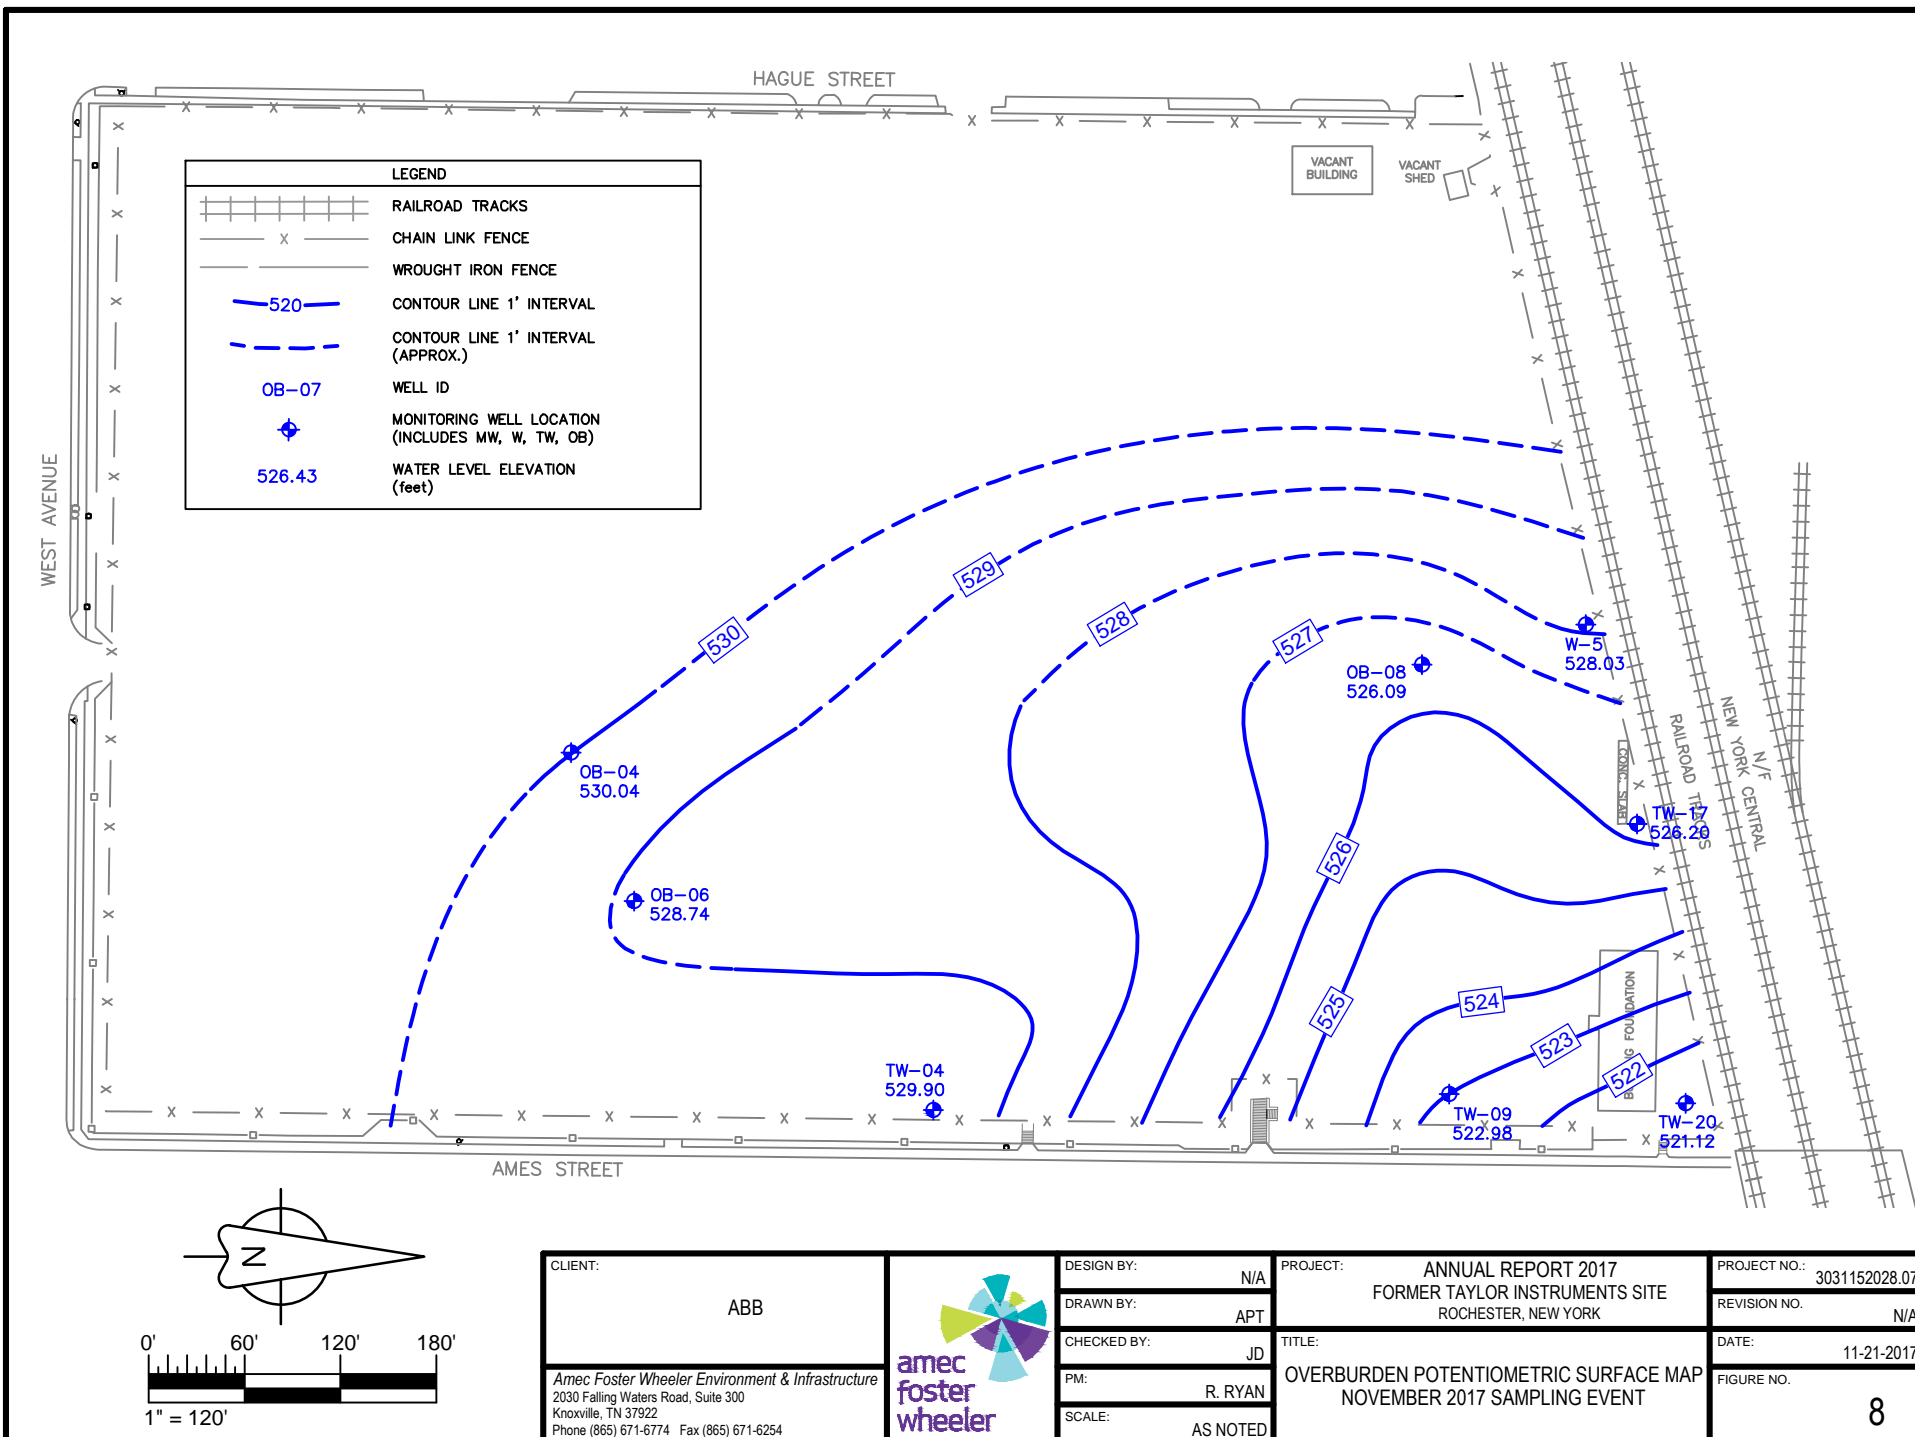 HAGUE STREET
VACANT
BUILDING
VACANT
SHED
LEGEND
RAILROAD TRACKS
X
CHAIN LINK FENCE
WROUGHT IRON FENCE
520
CONTOUR LINE 1' INTERVAL
CONTOUR LINE 1' INTERVAL
(APPROX.)
OB-07
WELL ID
MONITORING WELL LOCATION
(INCLUDES MW, W, TW, OB)
526.43
WATER LEVEL ELEVATION
(feet)
WEST AVENUE
530
529
528
527
526
525
524
523
522
W-5
528.03
OB-08
526.09
OB-04
530.04
OB-06
528.74
TW-04
529.90
TW-17
526.20
TW-09
522.98
TW-20
521.12
CONC. SLAB
RAILROAD TRACKS
N/F
NEW YORK CENTRAL
FOUNDATION
AMES STREET
N
0' 60' 120' 180'
1" = 120'
CLIENT:
ABB
Amec Foster Wheeler Environment & Infrastructure
2030 Falling Waters Road, Suite 300
Knoxville, TN 37922
Phone (865) 671-6774 Fax (865) 671-6254
amec
foster
wheeler
DESIGN BY:
N/A
DRAWN BY:
APT
CHECKED BY:
JD
PM:
R. RYAN
SCALE:
AS NOTED
PROJECT:
ANNUAL REPORT 2017
FORMER TAYLOR INSTRUMENTS SITE
ROCHESTER, NEW YORK
TITLE:
OVERBURDEN POTENTIOMETRIC SURFACE MAP
NOVEMBER 2017 SAMPLING EVENT
PROJECT NO.:
3031152028.07
REVISION NO.
N/A
DATE:
11-21-2017
FIGURE NO.
8